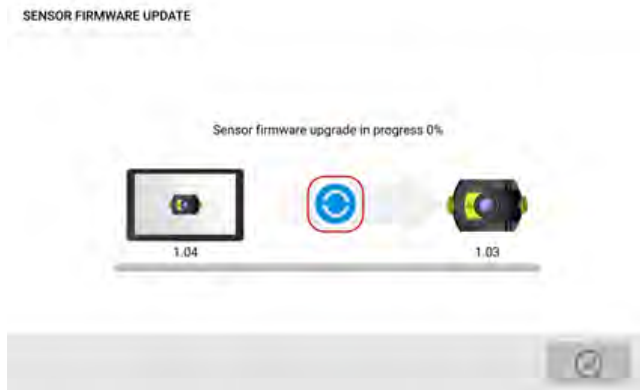 SENSOR FIRMWARE UPDATE
Sensor firmware upgrade in progress 0%
1.04
1.03